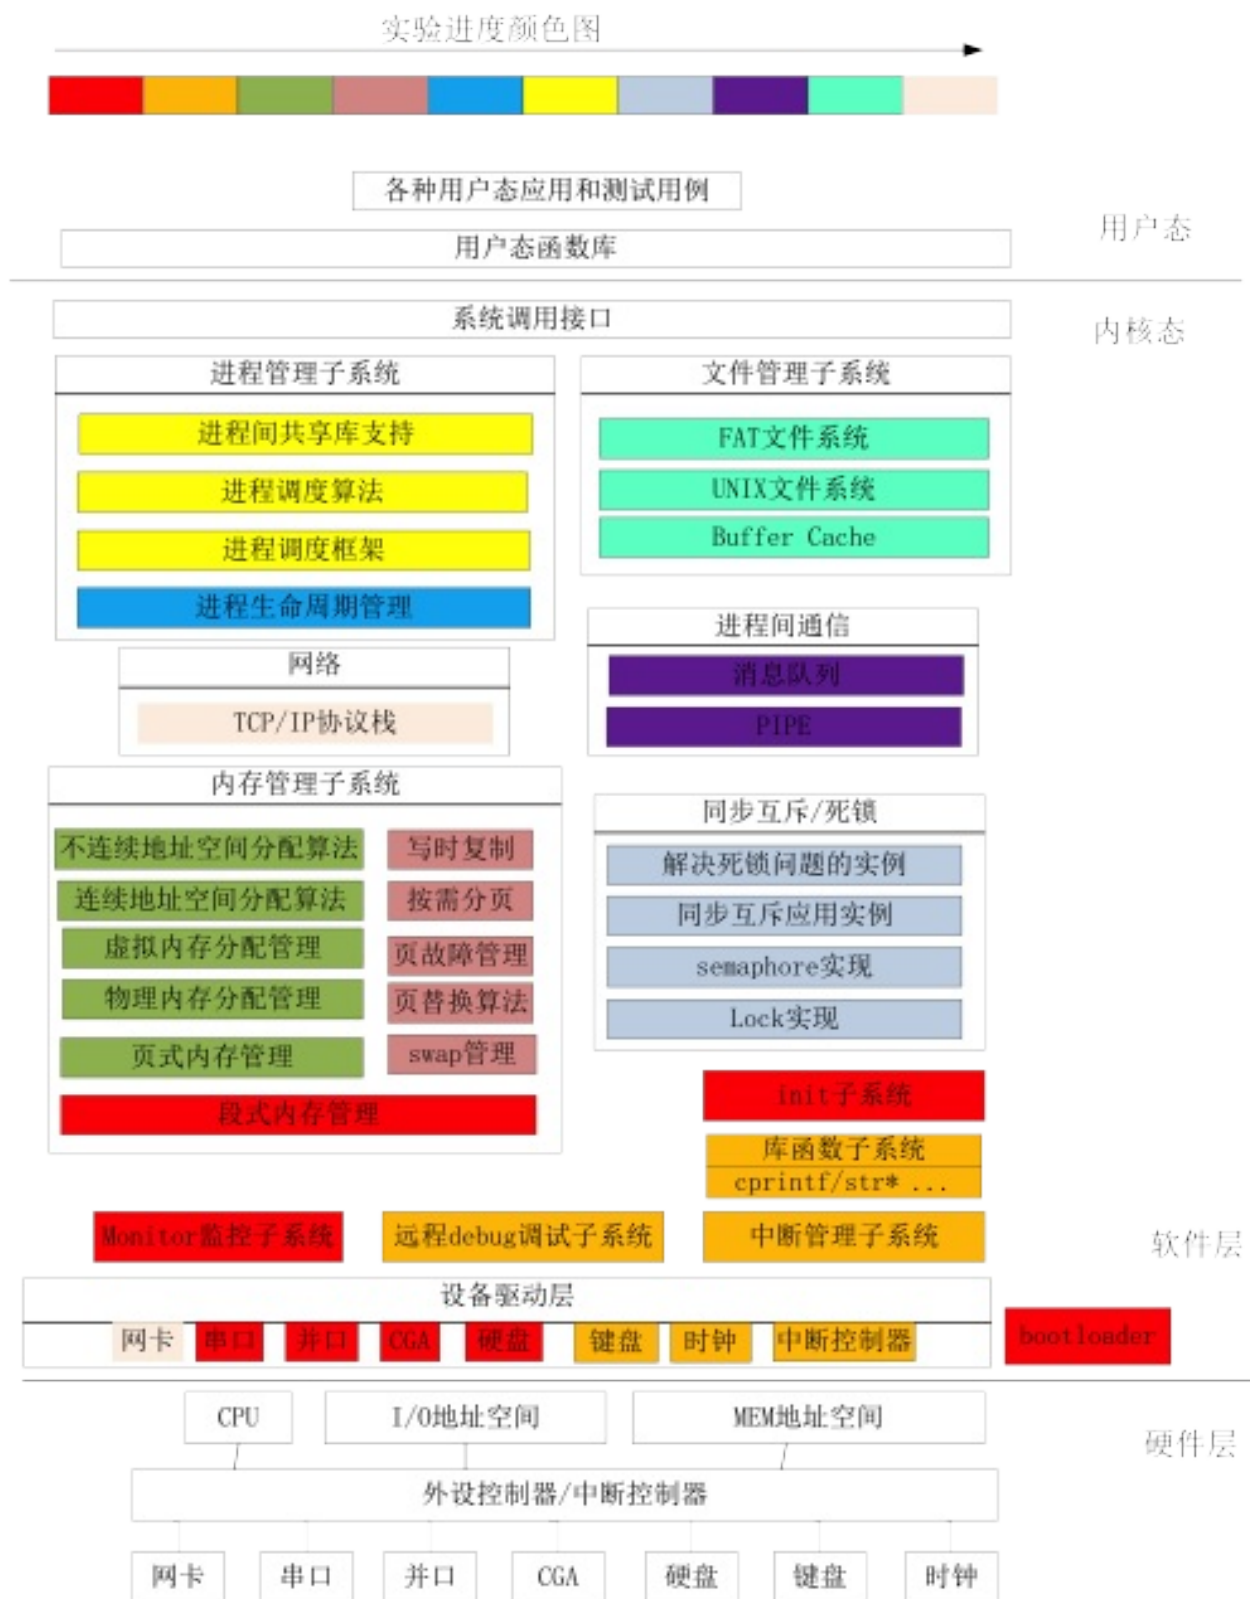 实验进度颜色图
各种用户态应用和测试用例
用户态
用户态函数库
系统调用接口
内核态
进程管理子系统
进程间共享库支持
进程调度算法
进程调度框架
进程生命周期管理
文件管理子系统
FAT文件系统
UNIX文件系统
Buffer Cache
进程间通信
消息队列
PIPE
网络
TCP/IP协议栈
内存管理子系统
不连续地址空间分配算法
连续地址空间分配算法
虚拟内存分配管理
物理内存分配管理
页式内存管理
写时复制
按需分页
页故障管理
页替换算法
swap管理
段式内存管理
同步互斥/死锁
解决死锁问题的实例
同步互斥应用实例
semaphore实现
Lock实现
init子系统
库函数子系统
cprintf/str* ...
Monitor监控子系统
远程debug调试子系统
中断管理子系统
软件层
设备驱动层
网卡
串口
并口
CGA
硬盘
键盘
时钟
中断控制器
bootloader
CPU
I/O地址空间
MEM地址空间
硬件层
外设控制器/中断控制器
网卡
串口
并口
CGA
硬盘
键盘
时钟